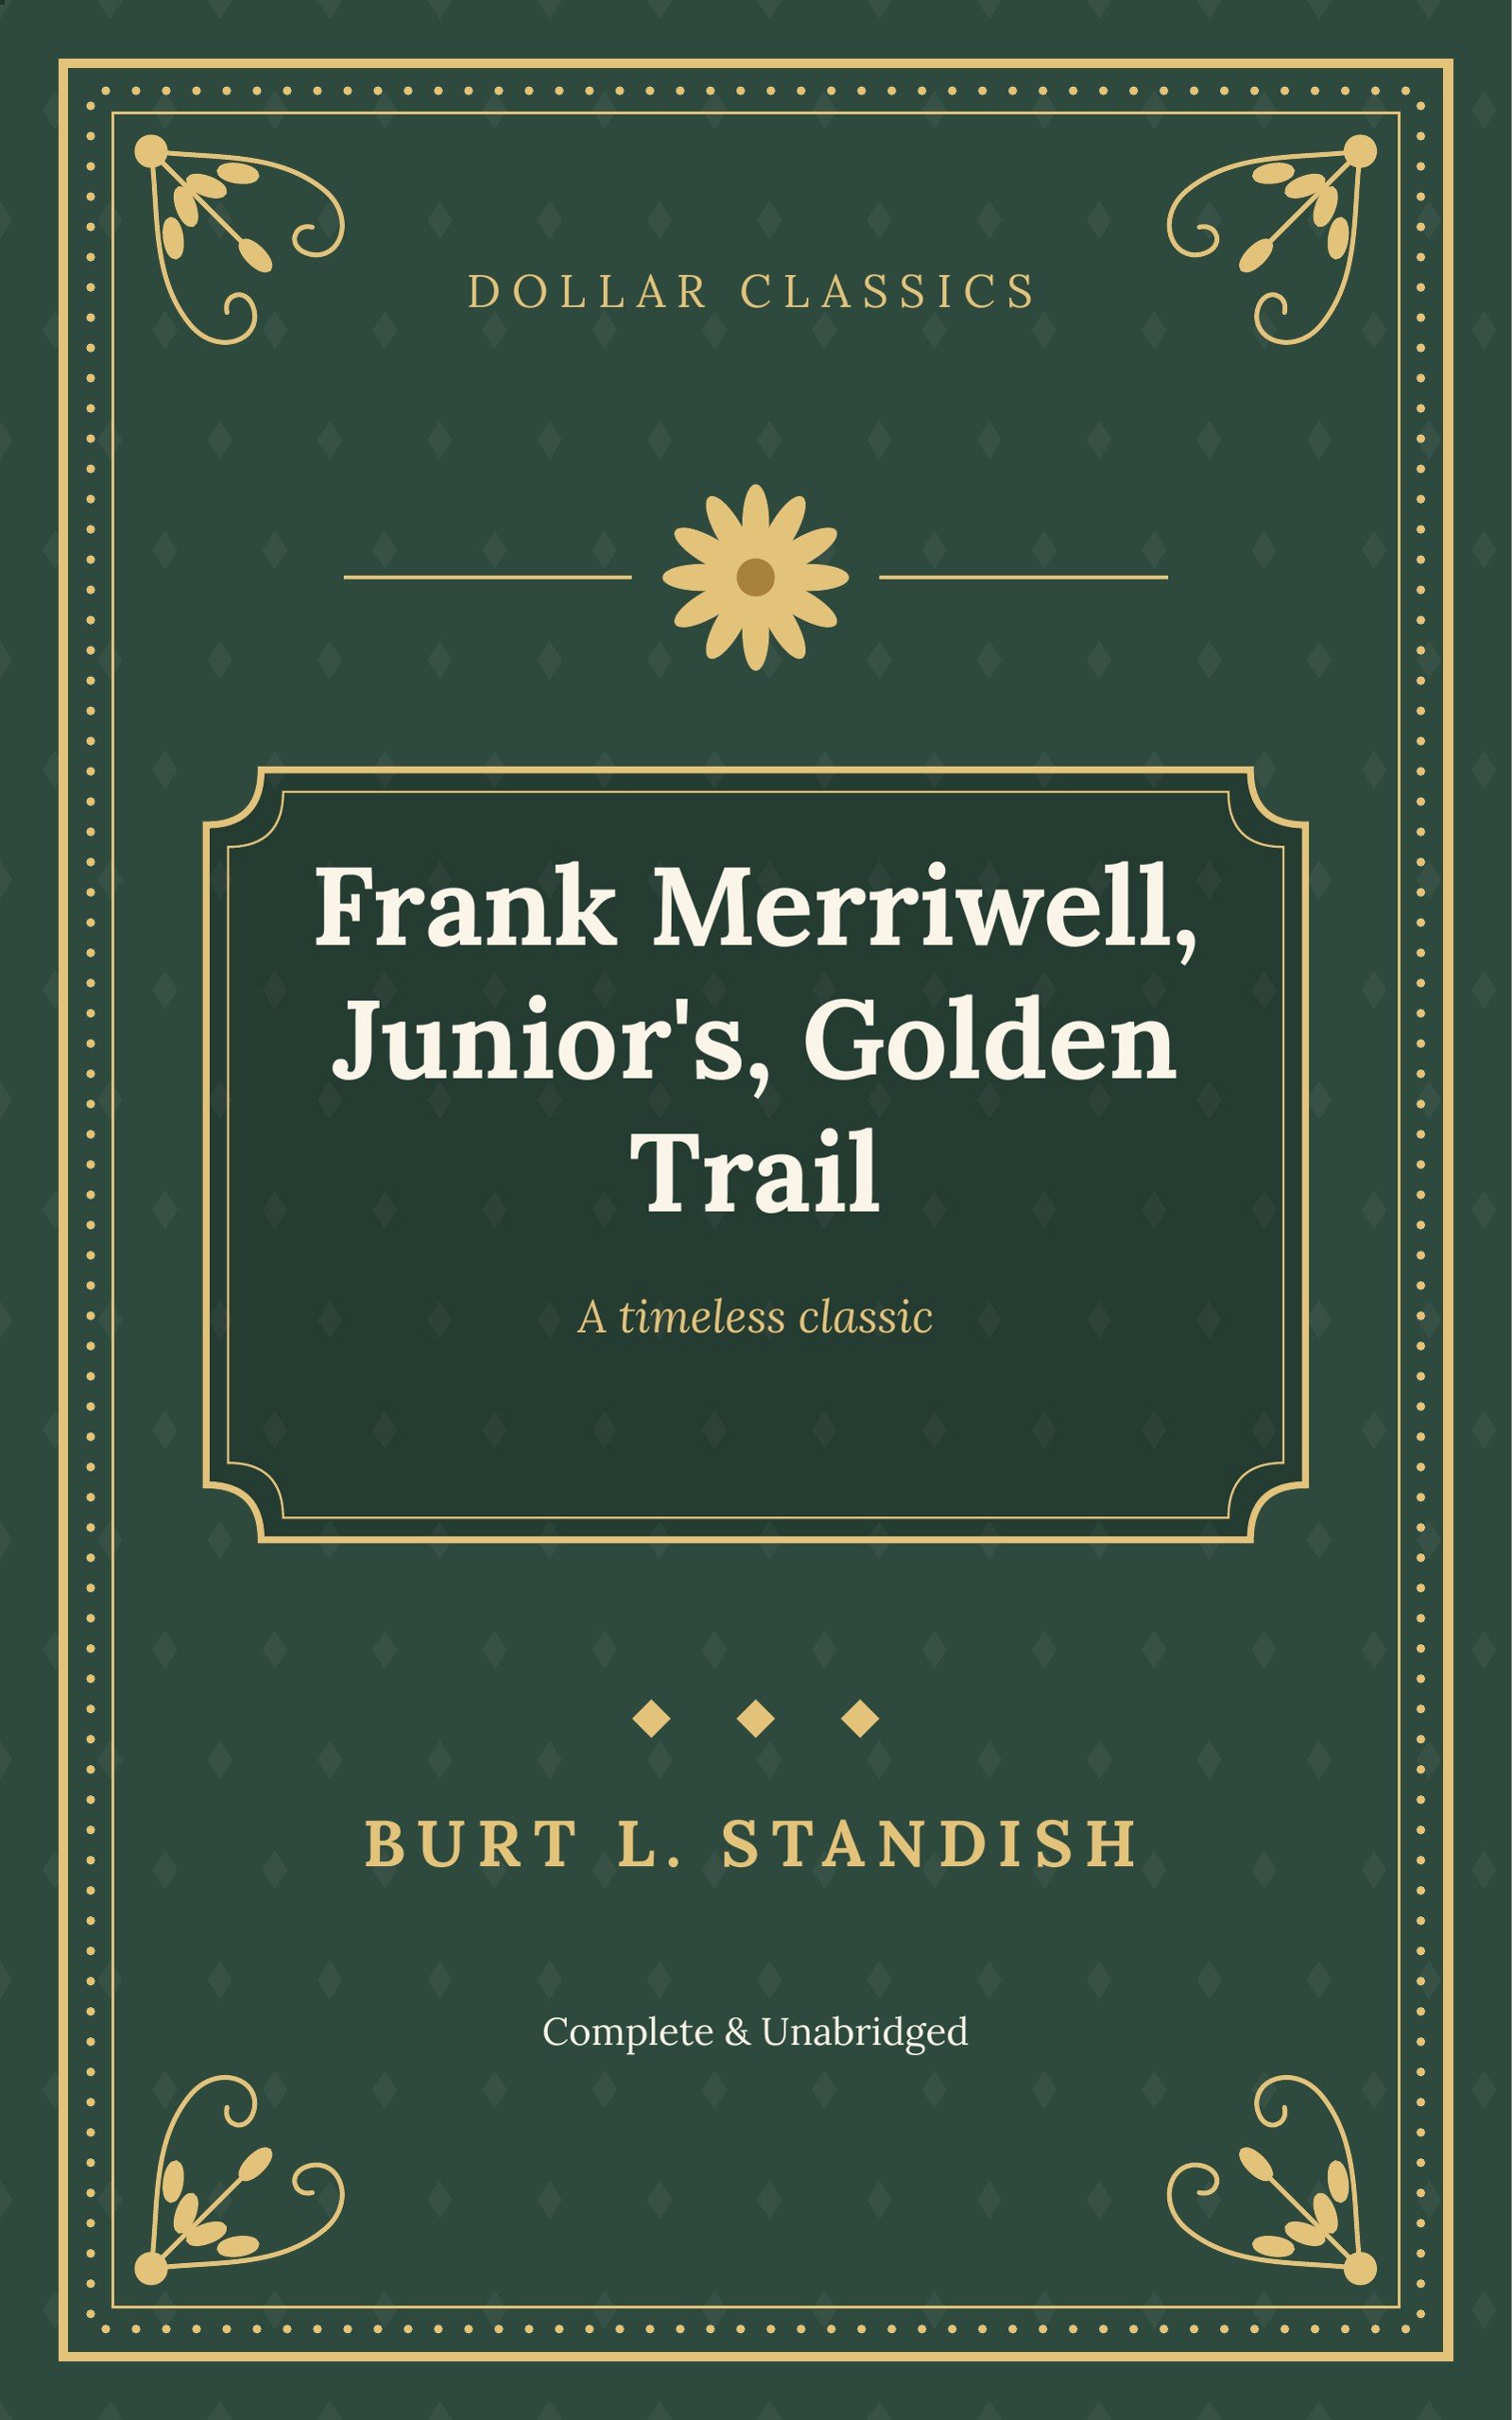 DOLLAR CLASSICS
Frank Merriwell,
Junior's, Golden
Trail
A timeless classic
BURT L. STANDISH
Complete & Unabridged